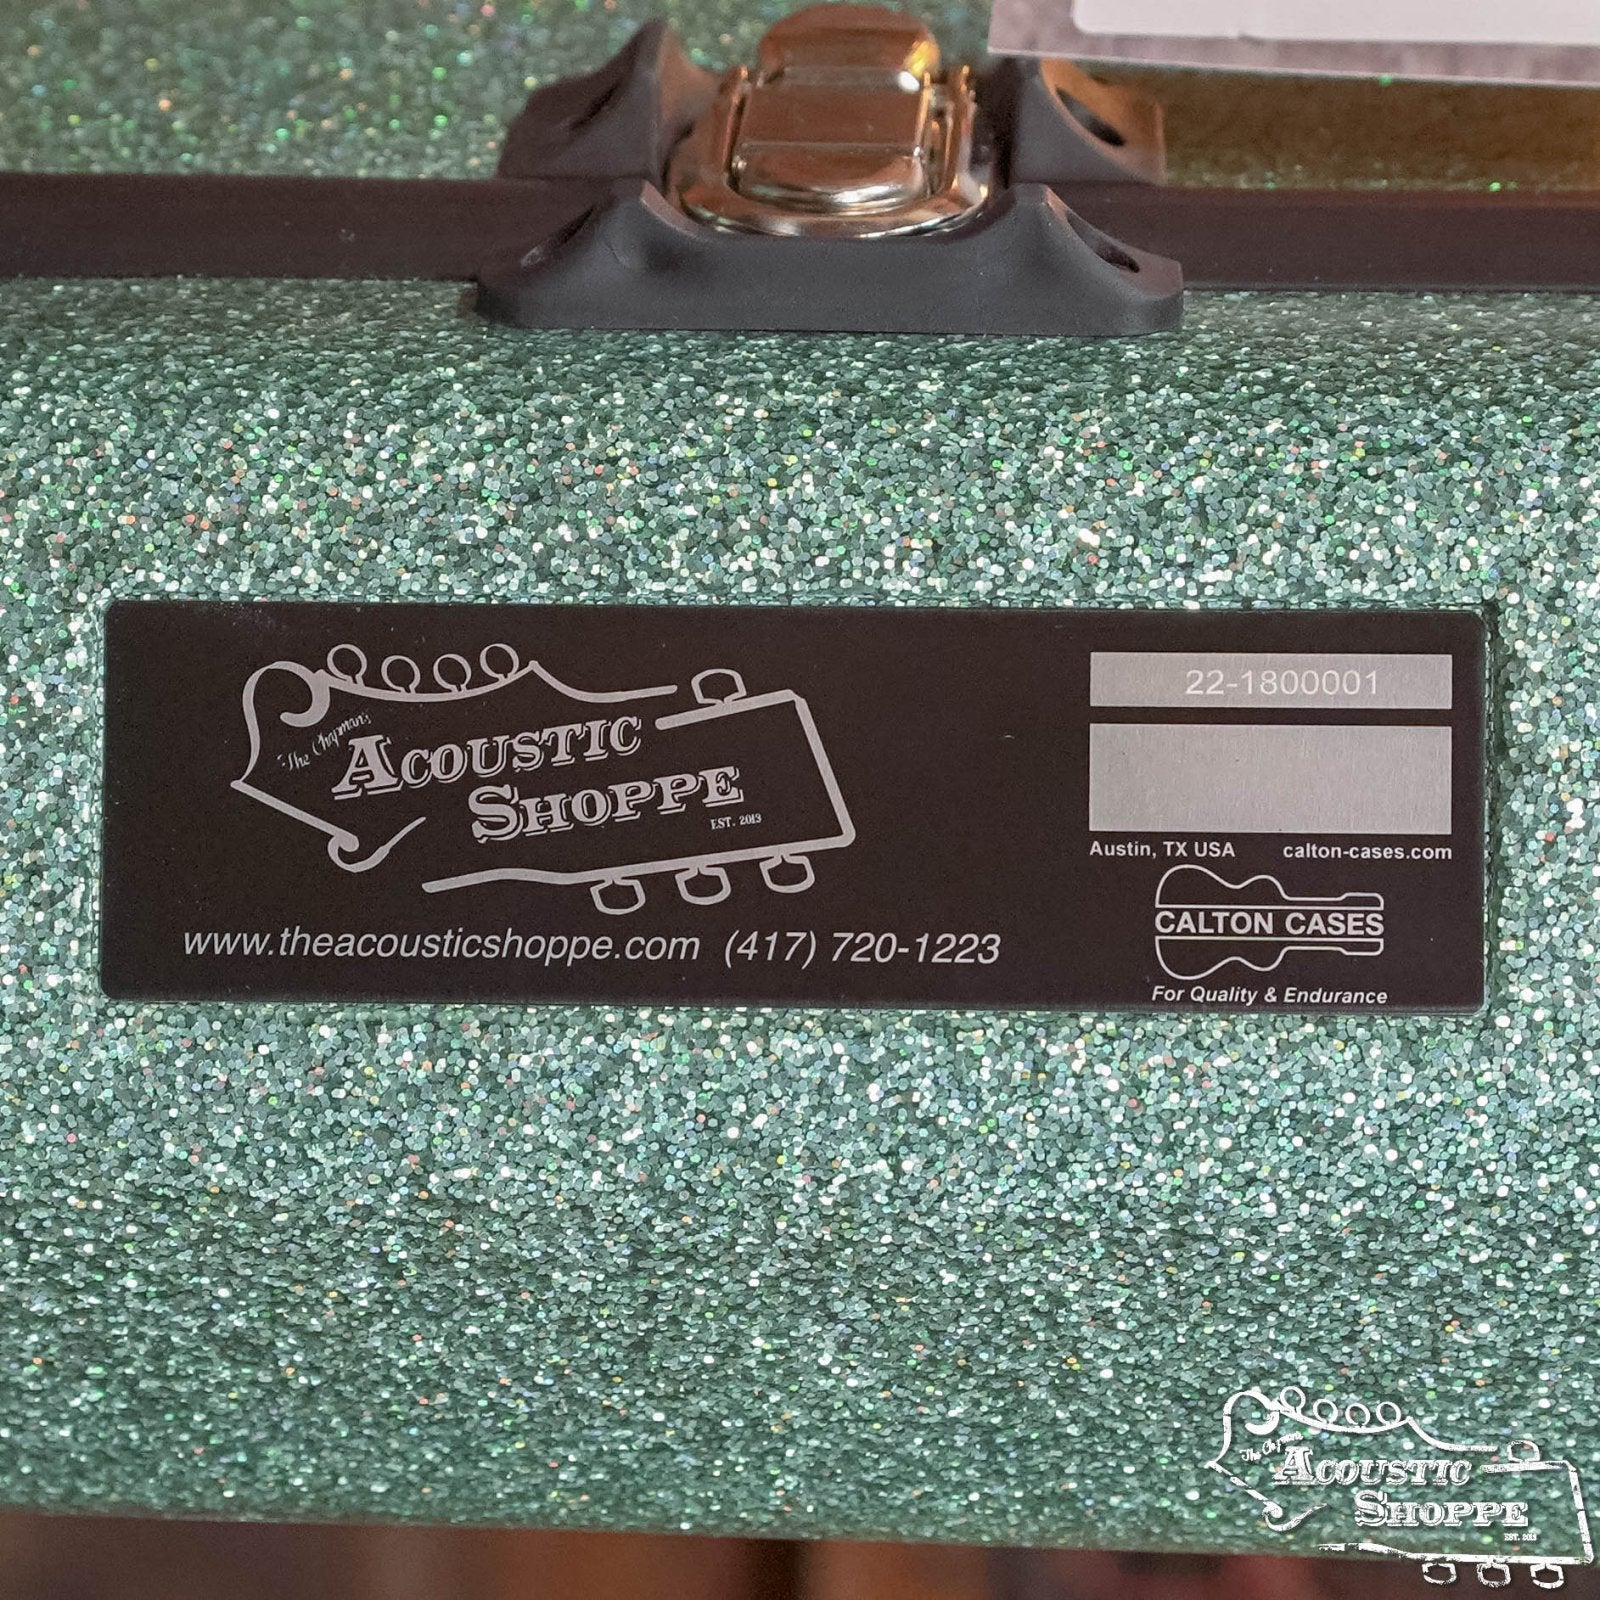 The Chapman's
ACOUSTIC
SHOPPE
EST. 2013
www.theacousticshoppe.com (417) 720-1223
22-1800001
Austin, TX USA calton-cases.com
CALTON CASES
For Quality & Endurance
The Chapman's
ACOUSTIC
SHOPPE
EST. 2013